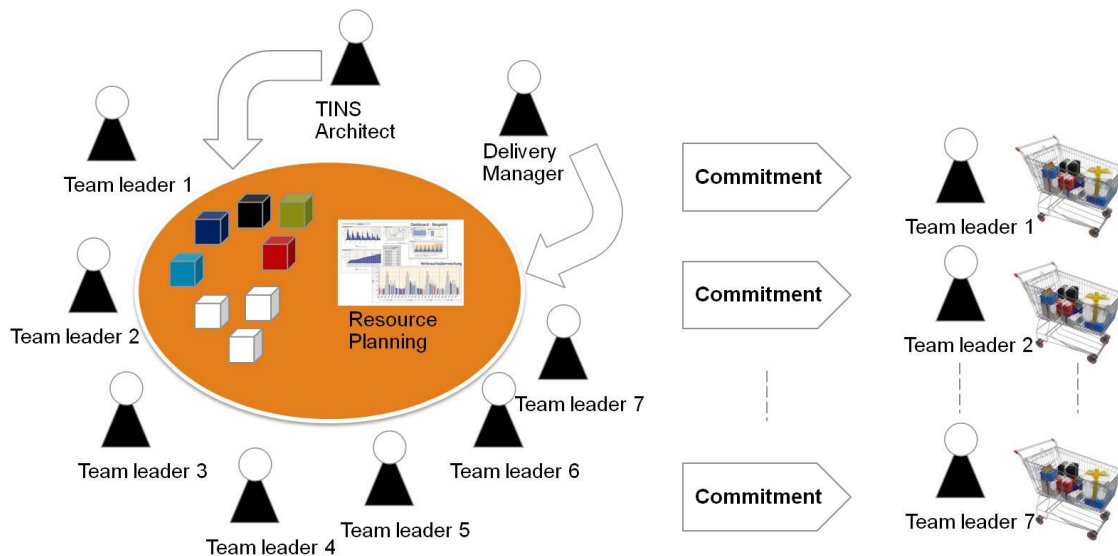 TINS
Architect
Delivery
Manager
Team leader 1
Team leader 2
Team leader 3
Team leader 4
Team leader 5
Team leader 6
Team leader 7
Resource
Planning
Commitment
Team leader 1
Commitment
Team leader 2
Commitment
Team leader 7